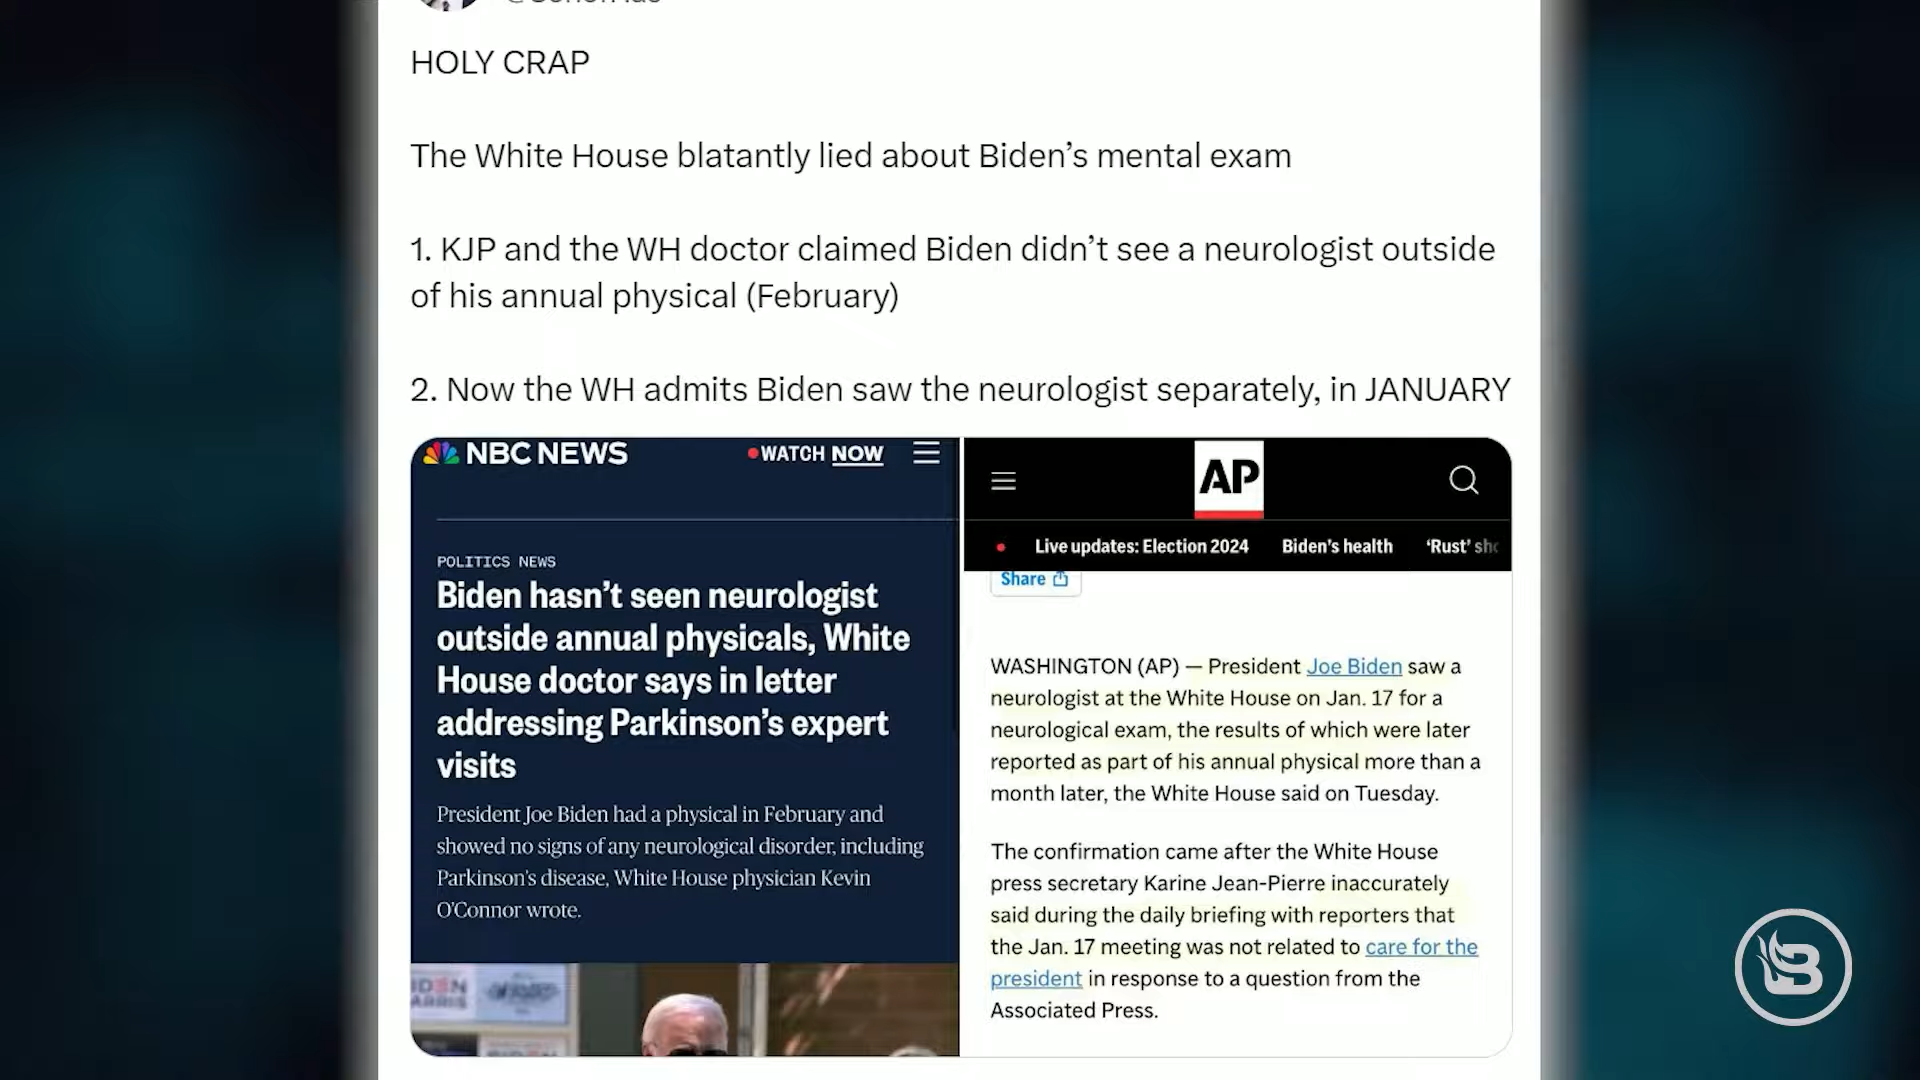 HOLY CRAP
The White House blatantly lied about Biden’s mental exam
1. KJP and the WH doctor claimed Biden didn’t see a neurologist outside
of his annual physical (February)
2. Now the WH admits Biden saw the neurologist separately, in JANUARY
NBC NEWS
WATCH NOW
POLITICS NEWS
Biden hasn’t seen neurologist
outside annual physicals, White
House doctor says in letter
addressing Parkinson’s expert
visits
President Joe Biden had a physical in February and
showed no signs of any neurological disorder, including
Parkinson's disease, White House physician Kevin
O'Connor wrote.
AP
Live updates: Election 2024 Biden's health ‘Rust’
Share
WASHINGTON (AP) — President Joe Biden saw a
neurologist at the White House on Jan. 17 for a
neurological exam, the results of which were later
reported as part of his annual physical more than a
month later, the White House said on Tuesday.
The confirmation came after the White House
press secretary Karine Jean-Pierre inaccurately
said during the daily briefing with reporters that
the Jan. 17 meeting was not related to care for the
president in response to a question from the
Associated Press.
B